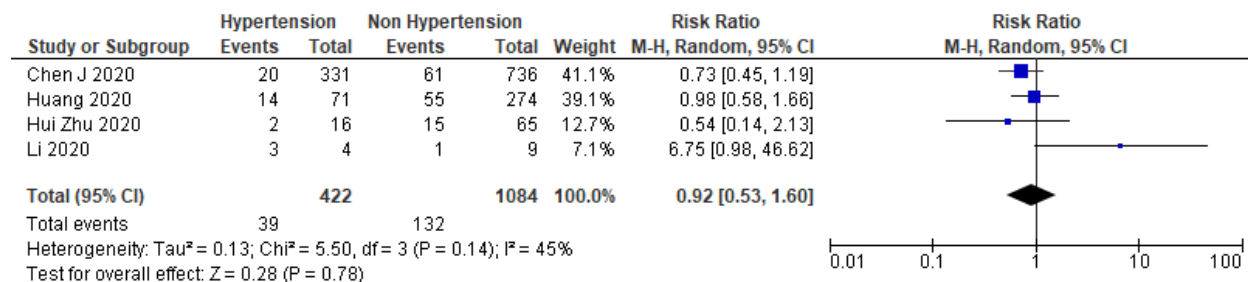 Hypertension Non Hypertension Risk Ratio Risk Ratio
Study or Subgroup Events Total Events Total Weight M-H, Random, 95% CI M-H, Random, 95% CI
Chen J 2020 20 331 61 736 41.1% 0.73 [0.45, 1.19]
Huang 2020 14 71 55 274 39.1% 0.98 [0.58, 1.66]
Hui Zhu 2020 2 16 15 65 12.7% 0.54 [0.14, 2.13]
Li 2020 3 4 1 9 7.1% 6.75 [0.98, 46.62]
Total (95% CI) 422 1084 100.0% 0.92 [0.53, 1.60]
Total events 39 132
Heterogeneity: Tau² = 0.13; Chi² = 5.50, df = 3 (P = 0.14); I² = 45%
Test for overall effect: Z = 0.28 (P = 0.78)
0.01 0.1 1 10 100